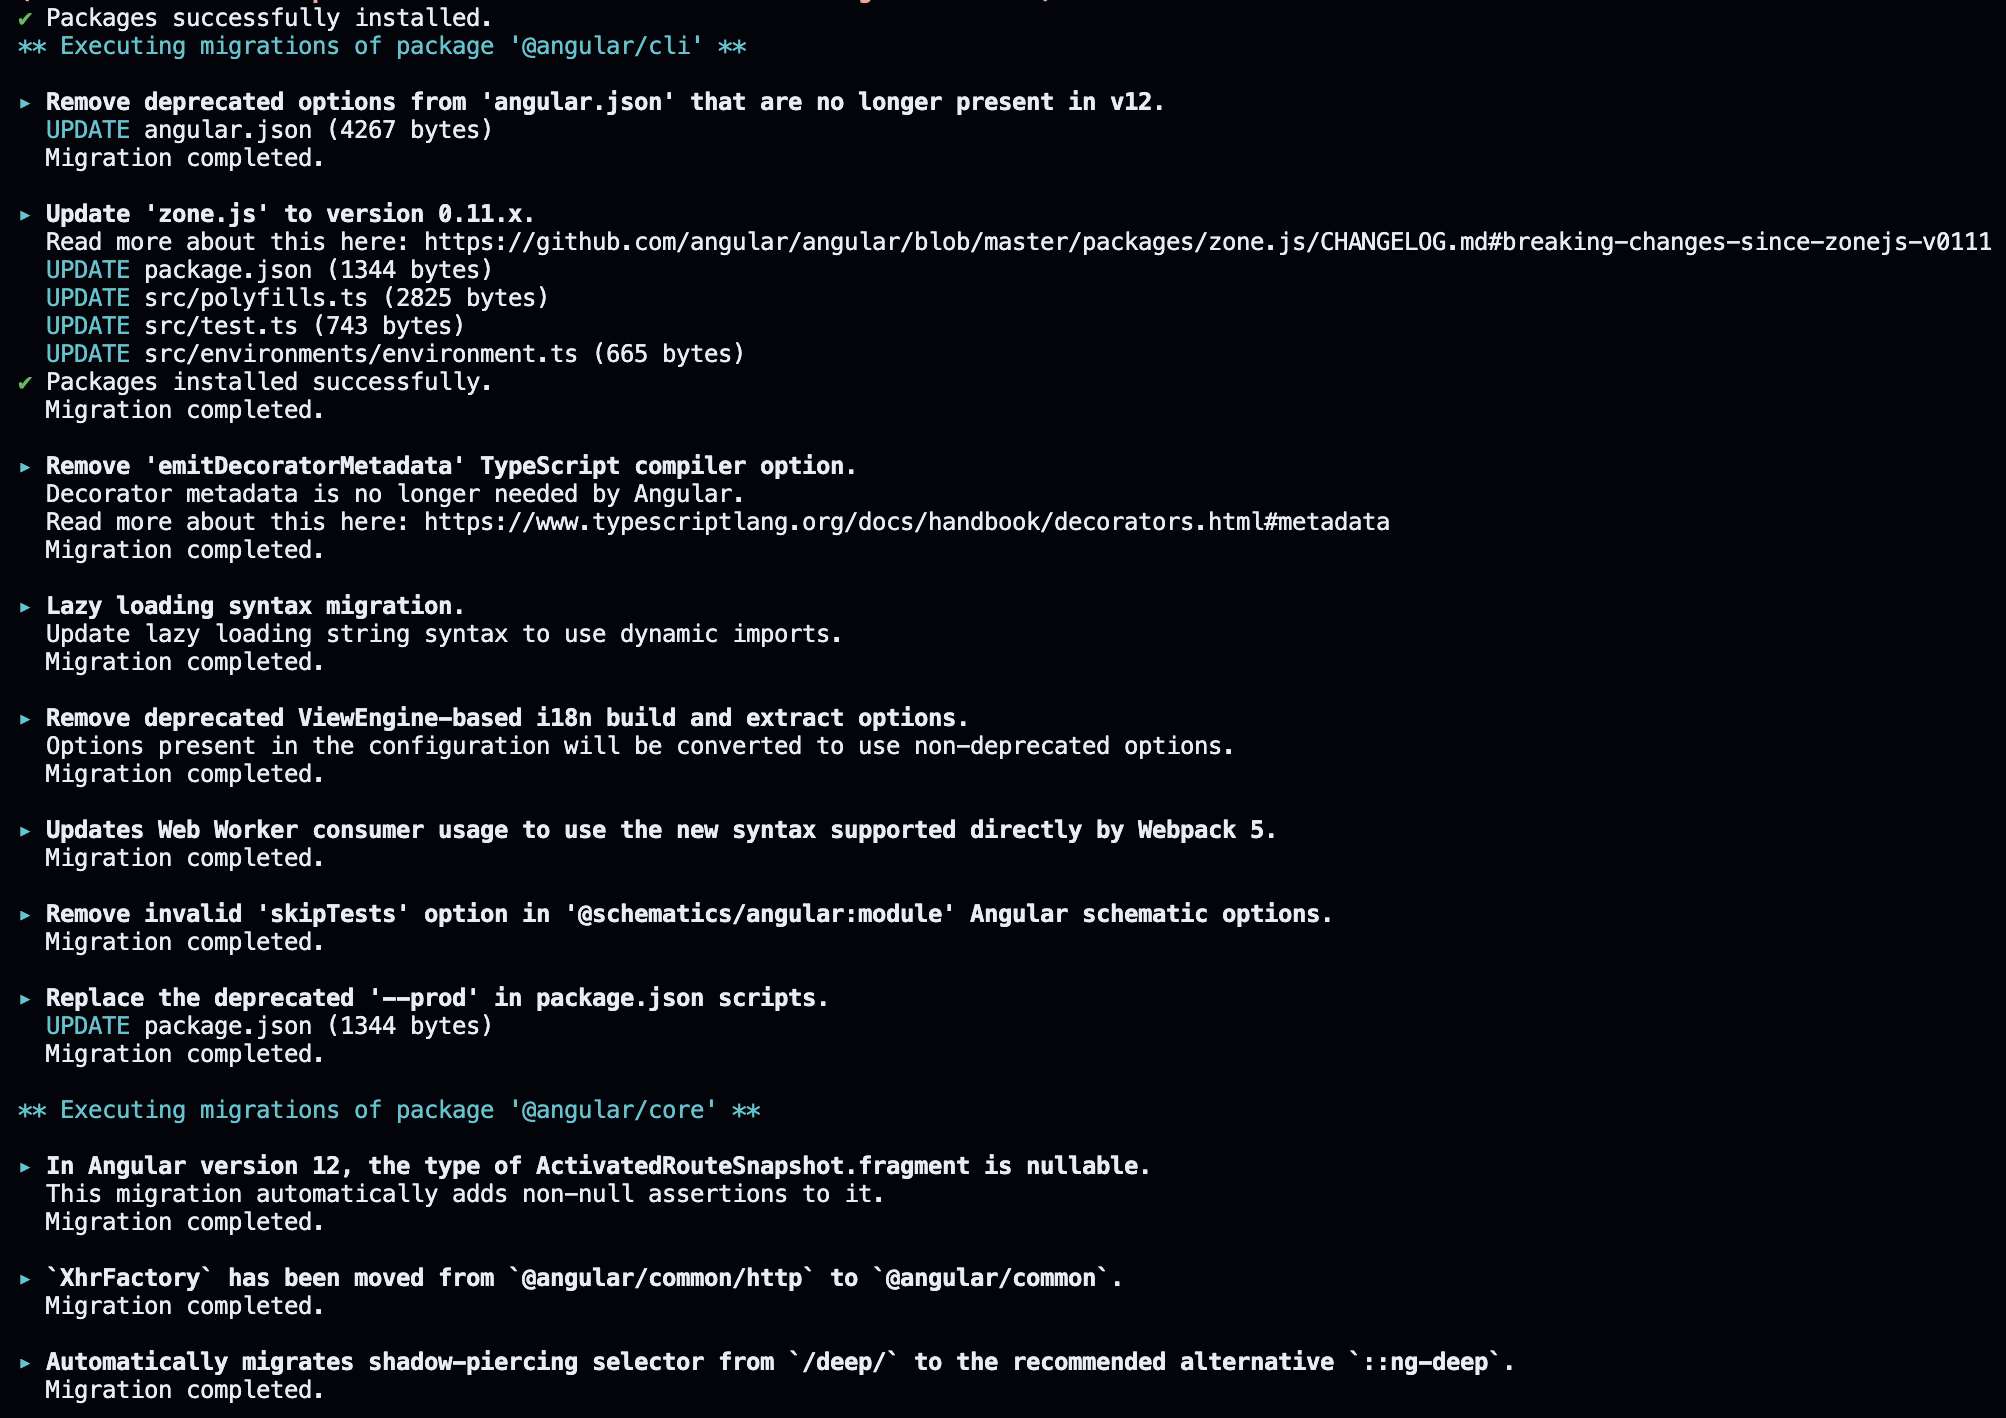 ✔ Packages successfully installed.
** Executing migrations of package '@angular/cli' **
▸ Remove deprecated options from 'angular.json' that are no longer present in v12.
UPDATE angular.json (4267 bytes)
Migration completed.
▸ Update 'zone.js' to version 0.11.x.
Read more about this here: https://github.com/angular/angular/blob/master/packages/zone.js/CHANGELOG.md#breaking-changes-since-zonejs-v0111
UPDATE package.json (1344 bytes)
UPDATE src/polyfills.ts (2825 bytes)
UPDATE src/test.ts (743 bytes)
UPDATE src/environments/environment.ts (665 bytes)
✔ Packages installed successfully.
Migration completed.
▸ Remove 'emitDecoratorMetadata' TypeScript compiler option.
Decorator metadata is no longer needed by Angular.
Read more about this here: https://www.typescriptlang.org/docs/handbook/decorators.html#metadata
Migration completed.
▸ Lazy loading syntax migration.
Update lazy loading string syntax to use dynamic imports.
Migration completed.
▸ Remove deprecated ViewEngine-based i18n build and extract options.
Options present in the configuration will be converted to use non-deprecated options.
Migration completed.
▸ Updates Web Worker consumer usage to use the new syntax supported directly by Webpack 5.
Migration completed.
▸ Remove invalid 'skipTests' option in '@schematics/angular:module' Angular schematic options.
Migration completed.
▸ Replace the deprecated '--prod' in package.json scripts.
UPDATE package.json (1344 bytes)
Migration completed.
** Executing migrations of package '@angular/core' **
▸ In Angular version 12, the type of ActivatedRouteSnapshot.fragment is nullable.
This migration automatically adds non-null assertions to it.
Migration completed.
▸ `XhrFactory` has been moved from `@angular/common/http` to `@angular/common`.
Migration completed.
▸ Automatically migrates shadow-piercing selector from `/deep/` to the recommended alternative `::ng-deep`.
Migration completed.